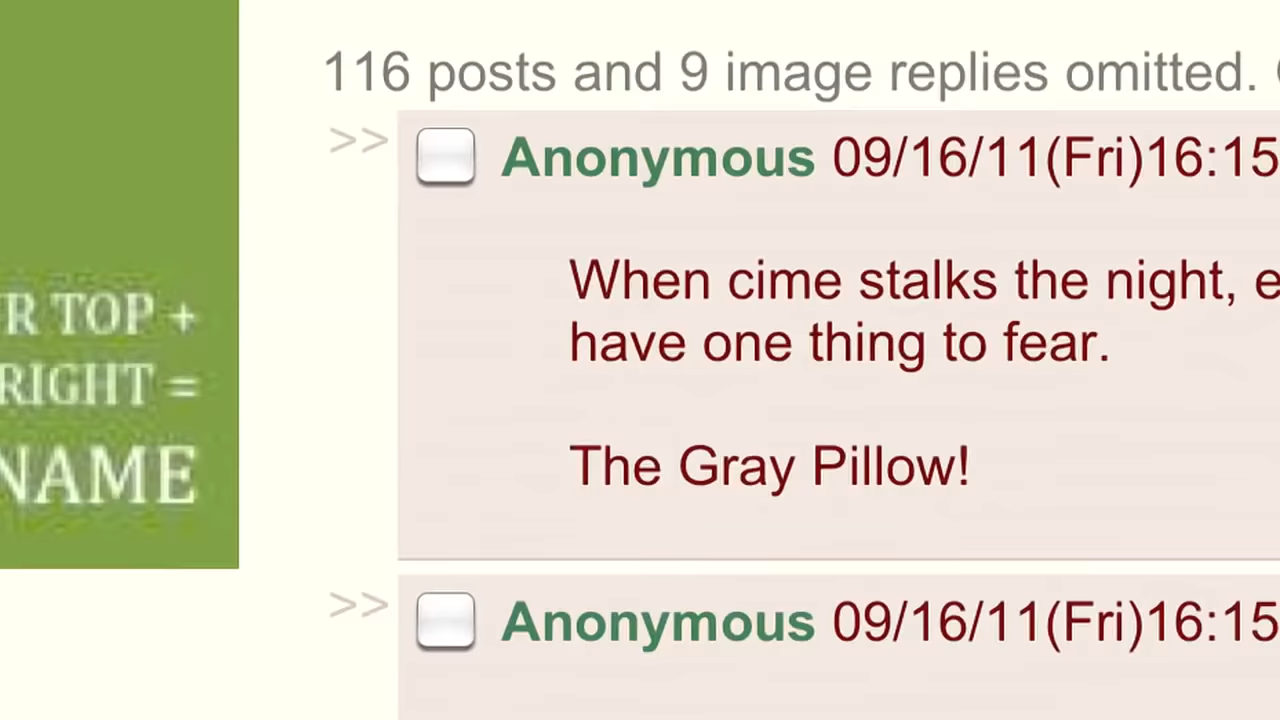 116 posts and 9 image replies omitted.
>> Anonymous 09/16/11(Fri)16:15
When cime stalks the night,
have one thing to fear.
The Gray Pillow!
>> Anonymous 09/16/11(Fri)16:15
R TOP +
RIGHT =
NAME